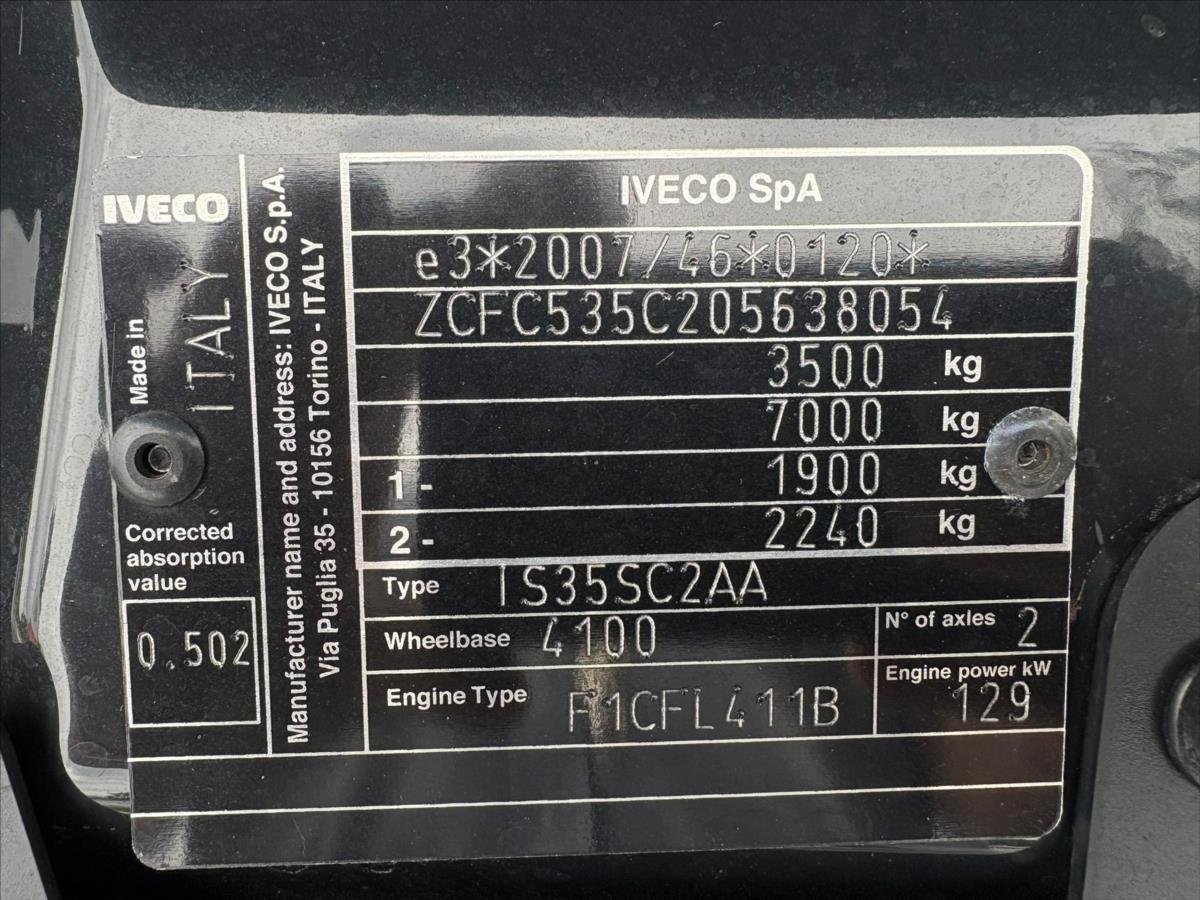 IVECO
Made in
ITALY
Corrected
absorption
value
0.502
Manufacturer name and address: IVECO S.p.A.
Via Puglia 35 - 10156 Torino - ITALY
IVECO SpA
e3*2007/46*0120*
ZCFC535C205638054
3500 kg
7000 kg
1- 1900 kg
2- 2240 kg
Type IS35SC2AA
Wheelbase 4100
N° of axles 2
Engine Type F1CFL411B
Engine power kW
129